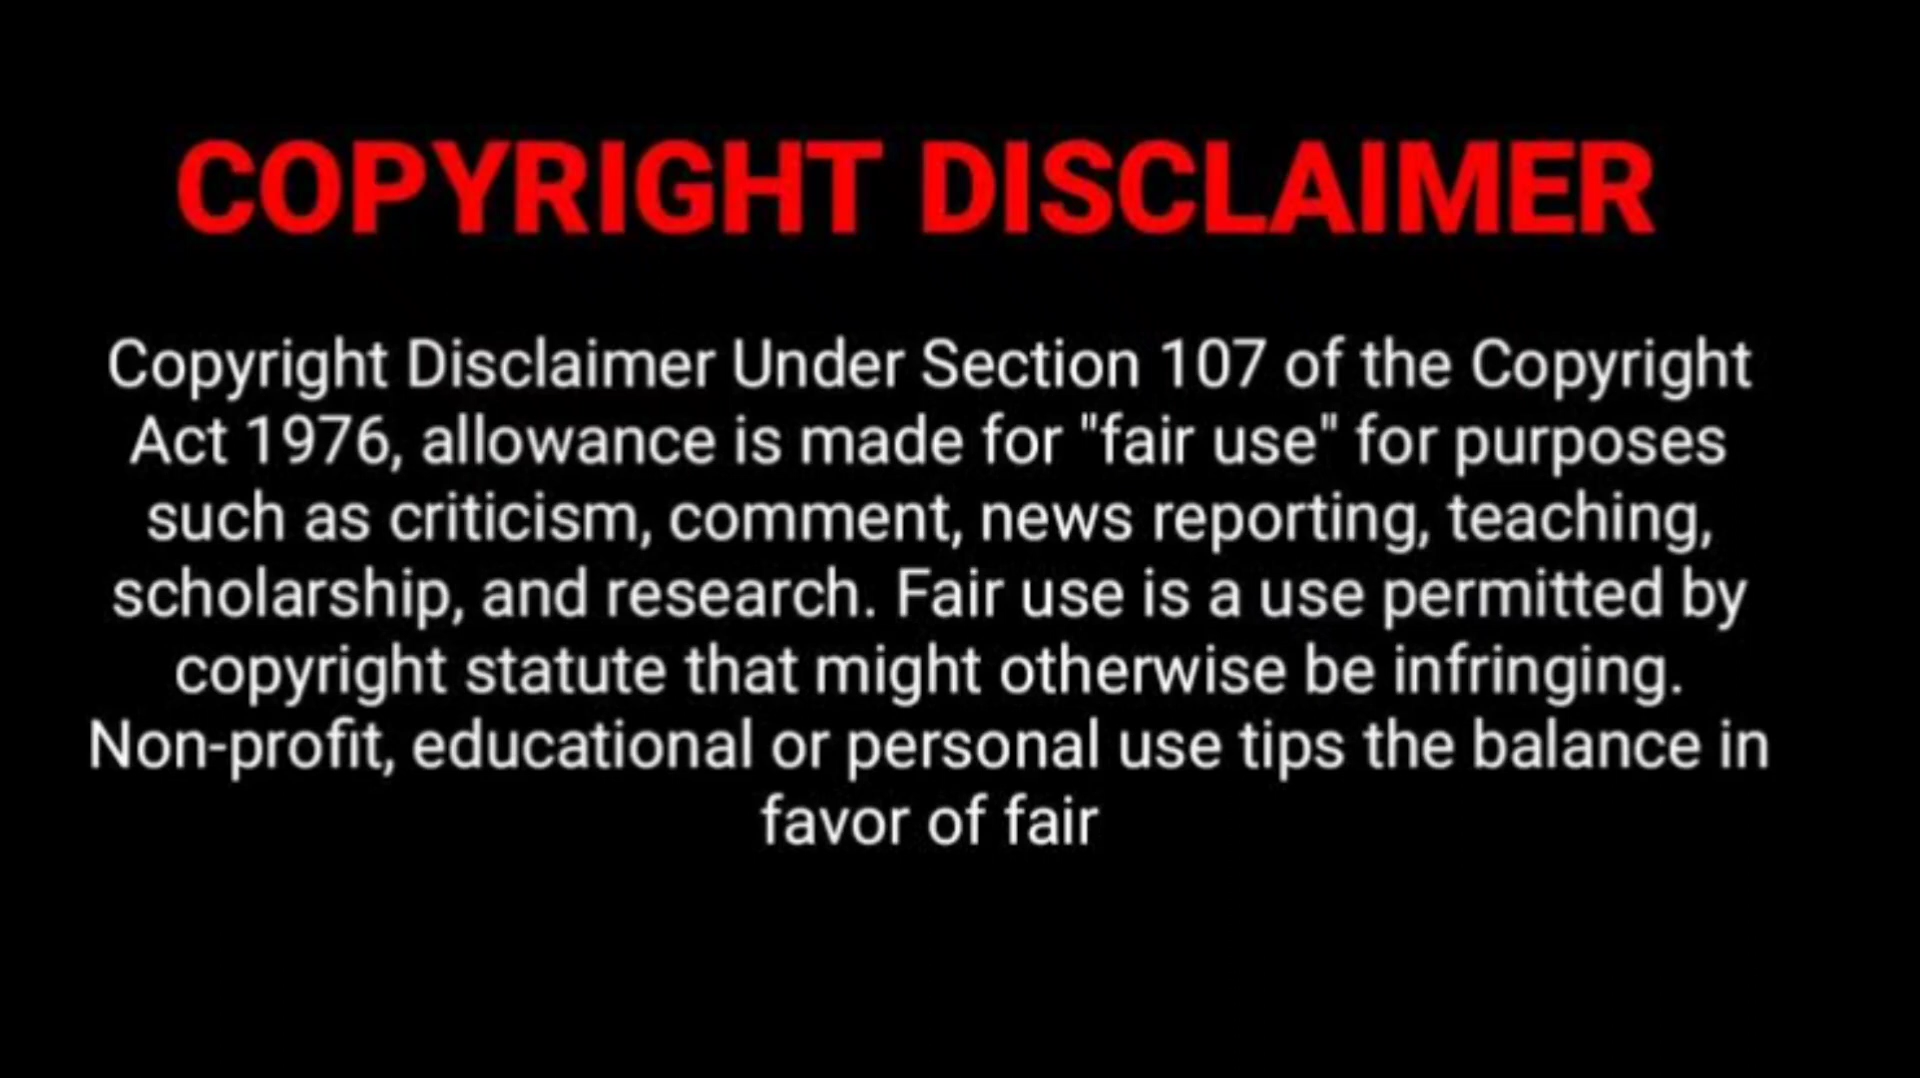 COPYRIGHT DISCLAIMER
Copyright Disclaimer Under Section 107 of the Copyright
Act 1976, allowance is made for "fair use" for purposes
such as criticism, comment, news reporting, teaching,
scholarship, and research. Fair use is a use permitted by
copyright statute that might otherwise be infringing.
Non-profit, educational or personal use tips the balance in
favor of fair